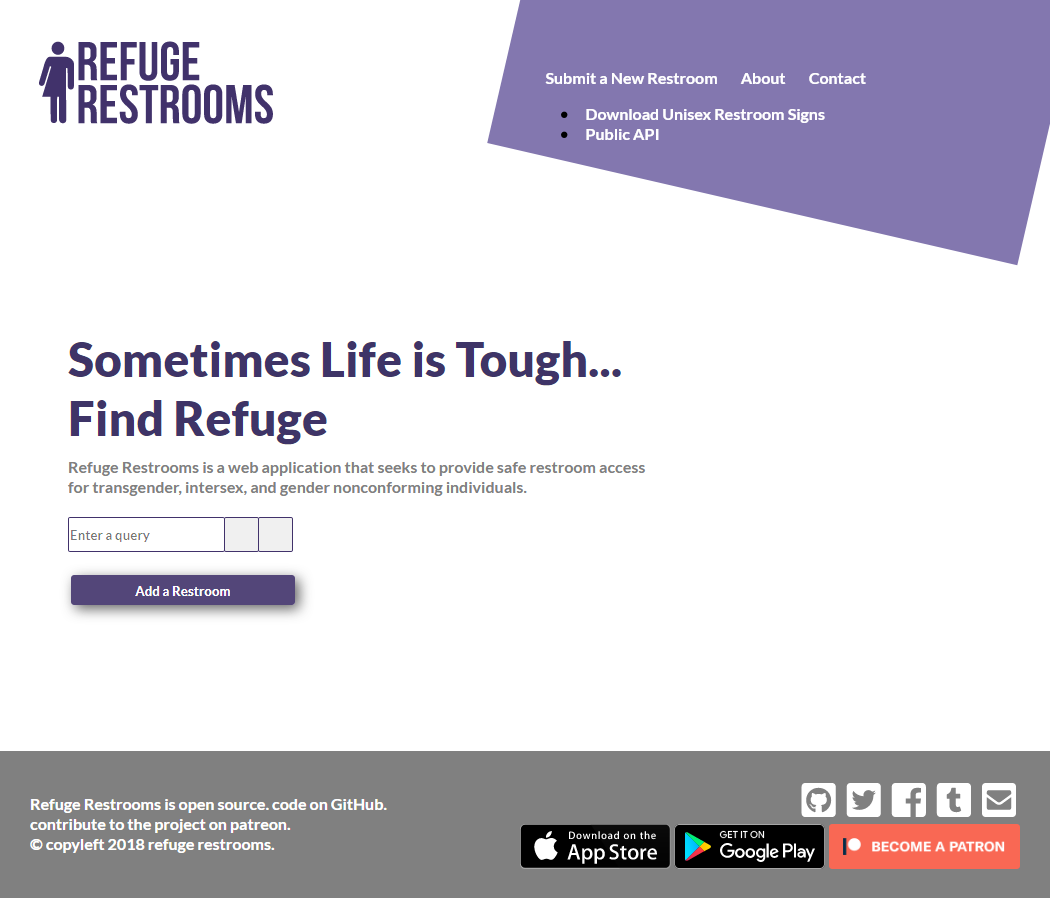 REFUGE
RESTROOMS
Submit a New Restroom About Contact
Download Unisex Restroom Signs
Public API
Sometimes Life is Tough...
Find Refuge
Refuge Restrooms is a web application that seeks to provide safe restroom access
for transgender, intersex, and gender nonconforming individuals.
Enter a query
Add a Restroom
Refuge Restrooms is open source. code on GitHub.
contribute to the project on patreon.
© copyleft 2018 refuge restrooms.
Download on the
App Store
GET IT ON
Google Play
BECOME A PATRON